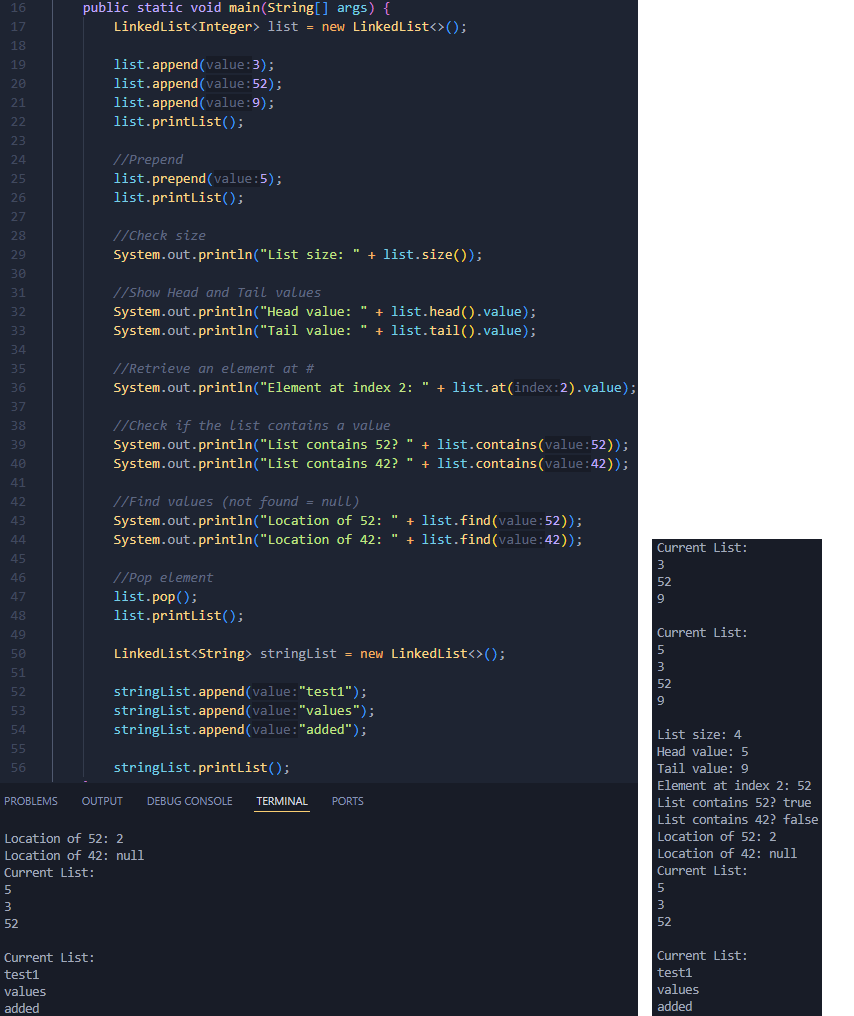 16 public static void main(String[] args) {
17 LinkedList<Integer> list = new LinkedList<>();
18
19 list.append(value:3);
20 list.append(value:52);
21 list.append(value:9);
22 list.printList();
23
24 //Prepend
25 list.prepend(value:5);
26 list.printList();
27
28 //Check size
29 System.out.println("List size: " + list.size());
30
31 //Show Head and Tail values
32 System.out.println("Head value: " + list.head().value);
33 System.out.println("Tail value: " + list.tail().value);
34
35 //Retrieve an element at #
36 System.out.println("Element at index 2: " + list.at(index:2).value);
37
38 //Check if the list contains a value
39 System.out.println("List contains 52? " + list.contains(value:52));
40 System.out.println("List contains 42? " + list.contains(value:42));
41
42 //Find values (not found = null)
43 System.out.println("Location of 52: " + list.find(value:52));
44 System.out.println("Location of 42: " + list.find(value:42));
45
46 //Pop element
47 list.pop();
48 list.printList();
49
50 LinkedList<String> stringList = new LinkedList<>();
51
52 stringList.append(value:"test1");
53 stringList.append(value:"values");
54 stringList.append(value:"added");
55
56 stringList.printList();
PROBLEMS OUTPUT DEBUG CONSOLE TERMINAL PORTS
Location of 52: 2
Location of 42: null
Current List:
5
3
52
Current List:
test1
values
added
Current List:
3
52
9
Current List:
5
3
52
9
List size: 4
Head value: 5
Tail value: 9
Element at index 2: 52
List contains 52? true
List contains 42? false
Location of 52: 2
Location of 42: null
Current List:
5
3
52
Current List:
test1
values
added